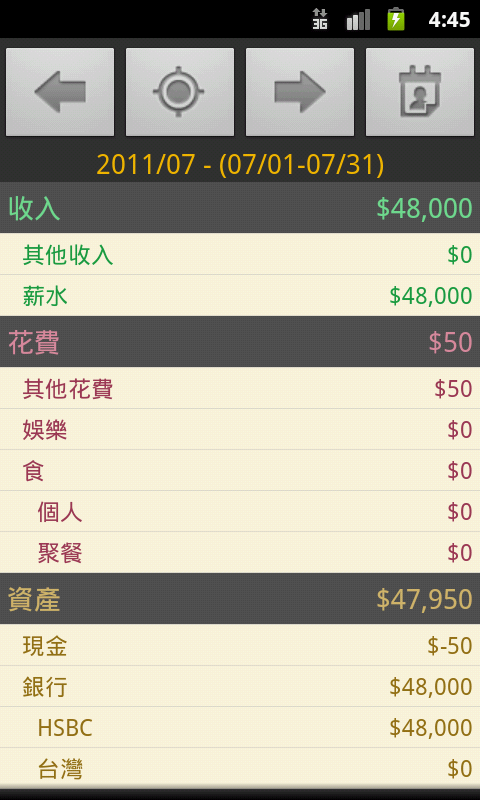 3G 4:45
2011/07 - (07/01-07/31)
收入 $48,000
其他收入 $0
薪水 $48,000
花費 $50
其他花費 $50
娛樂 $0
食 $0
個人 $0
聚餐 $0
資產 $47,950
現金 $-50
銀行 $48,000
HSBC $48,000
台灣 $0